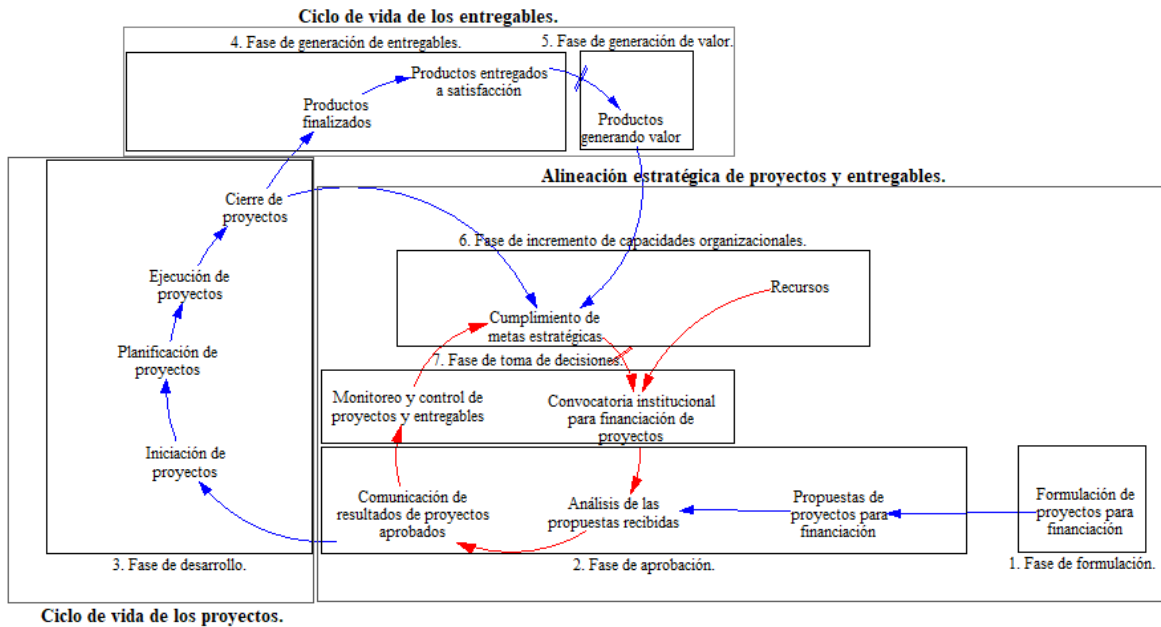 Ciclo de vida de los entregables.
4. Fase de generación de entregables.
5. Fase de generación de valor.
Productos entregados
a satisfacción
Productos
finalizados
Productos
generando valor
Alineación estratégica de proyectos y entregables.
Cierre de
proyectos
6. Fase de incremento de capacidades organizacionales.
Ejecución de
proyectos
Recursos
Cumplimiento de
metas estratégicas
Planificación de
proyectos
7. Fase de toma de decisiones.
Monitoreo y control de
proyectos y entregables
Convocatoria institucional
para financiación de
proyectos
Iniciación de
proyectos
Comunicación de
resultados de proyectos
aprobados
Análisis de las
propuestas recibidas
Propuestas de
proyectos para
financiación
Formulación de
proyectos para
financiación
3. Fase de desarrollo.
2. Fase de aprobación.
1. Fase de formulación.
Ciclo de vida de los proyectos.